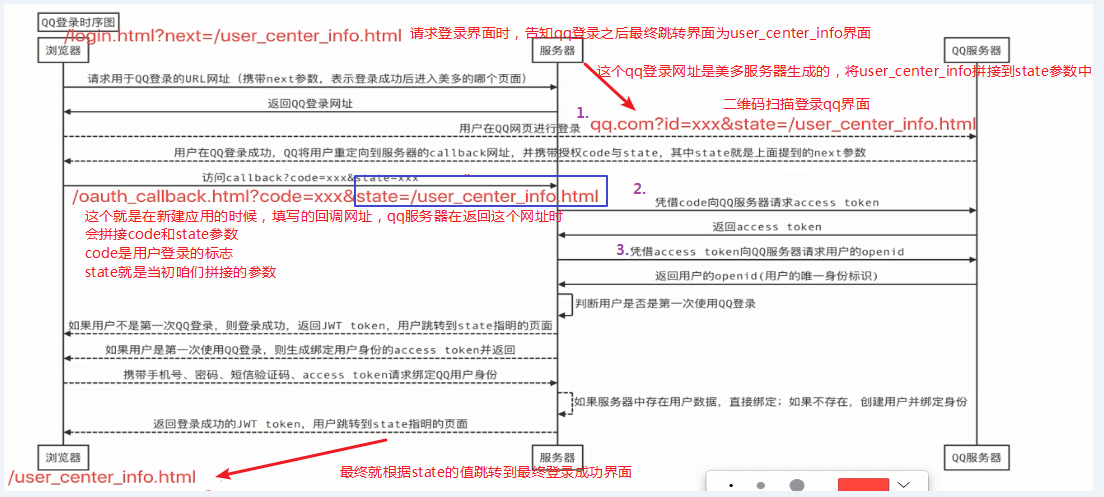 QQ登录时序图
/login.html?next=/user_center_info.html
请求登录界面时，告知qq登录之后最终跳转界面为user_center_info界面
浏览器
服务器
QQ服务器
请求用于QQ登录的URL网址（携带next参数，表示登录成功后进入美多的哪个页面）
这个qq登录网址是美多服务器生成的，将user_center_info拼接到state参数中
返回QQ登录网址
二维码扫描登录qq界面
1.
qq.com?id=xxx&state=/user_center_info.html
用户在QQ网页进行登录
用户在QQ登录成功，QQ将用户重定向到服务器的callback网址，并携带授权code与state，其中state就是上面提到的next参数
访问callback?code=xxx&state=xxx
/oauth_callback.html?code=xxx&state=/user_center_info.html
2.
凭借code向QQ服务器请求access token
这个就是在新建应用的时候，填写的回调网址，qq服务器在返回这个网址时
会拼接code和state参数
code是用户登录的标志
state就是当初咱们拼接的参数
返回access token
3.
凭借access token向QQ服务器请求用户的openid
返回用户的openid(用户的唯一身份标识)
判断用户是否是第一次使用QQ登录
如果用户不是第一次QQ登录，则登录成功，返回JWT token，用户跳转到state指明的页面
如果用户是第一次使用QQ登录，则生成绑定用户身份的access token并返回
携带手机号、密码、短信验证码、access token请求绑定QQ用户身份
如果服务器中存在用户数据，直接绑定；如果不存在，创建用户并绑定身份
返回登录成功的JWT token，用户跳转到state指明的页面
浏览器
服务器
QQ服务器
/user_center_info.html
最终就根据state的值跳转到最终登录成功界面